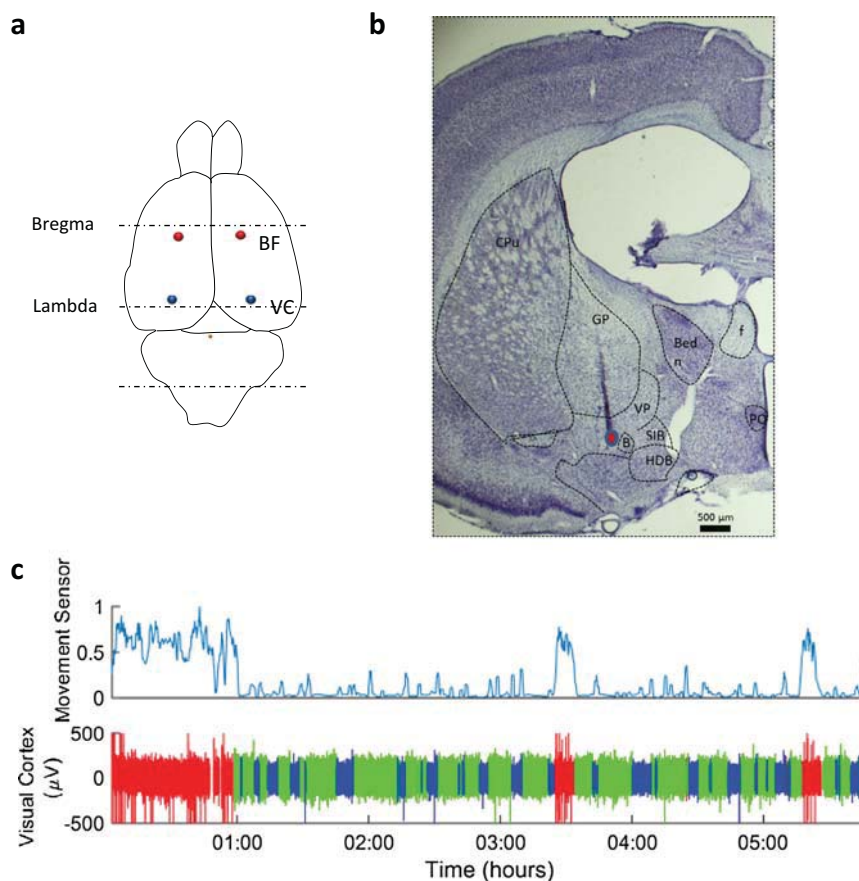 a
b
Bregma
BF
Lambda
VC
CPu
GP
Bed
n
f
VP
PO
B
SIB
HDB
500 μm
c
Movement Sensor
1
0.5
0
Visual Cortex
(μV)
500
0
-500
01:00
02:00
03:00
04:00
05:00
Time (hours)